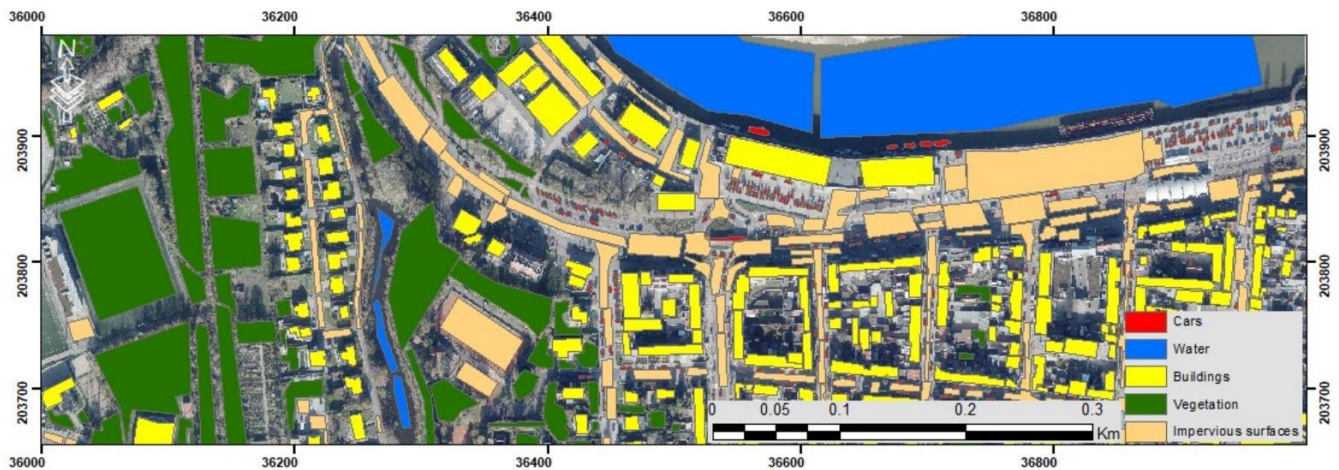 36000 36200 36400 36600 36800
N
203900 203900
203800 203800
203700 203700
Cars
Water
Buildings
Vegetation
Impervious surfaces
0 0.05 0.1 0.2 0.3
Km
36000 36200 36400 36600 36800